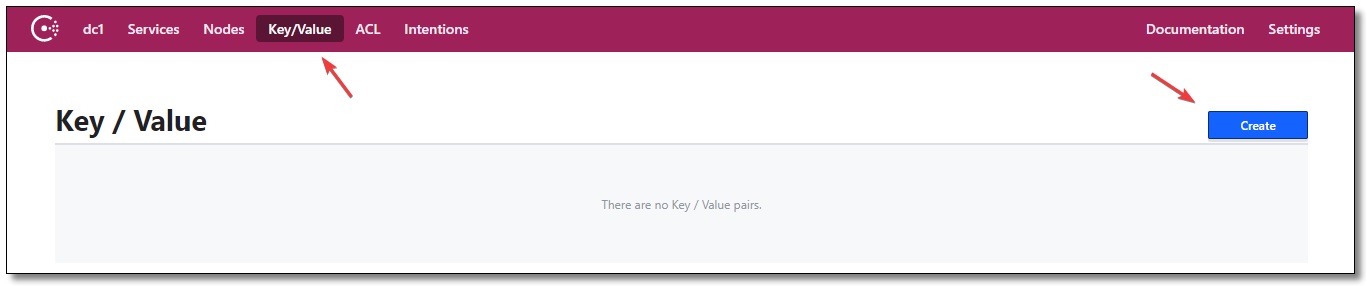 dc1 Services Nodes Key/Value ACL Intentions Documentation Settings
Key / Value
Create
There are no Key / Value pairs.